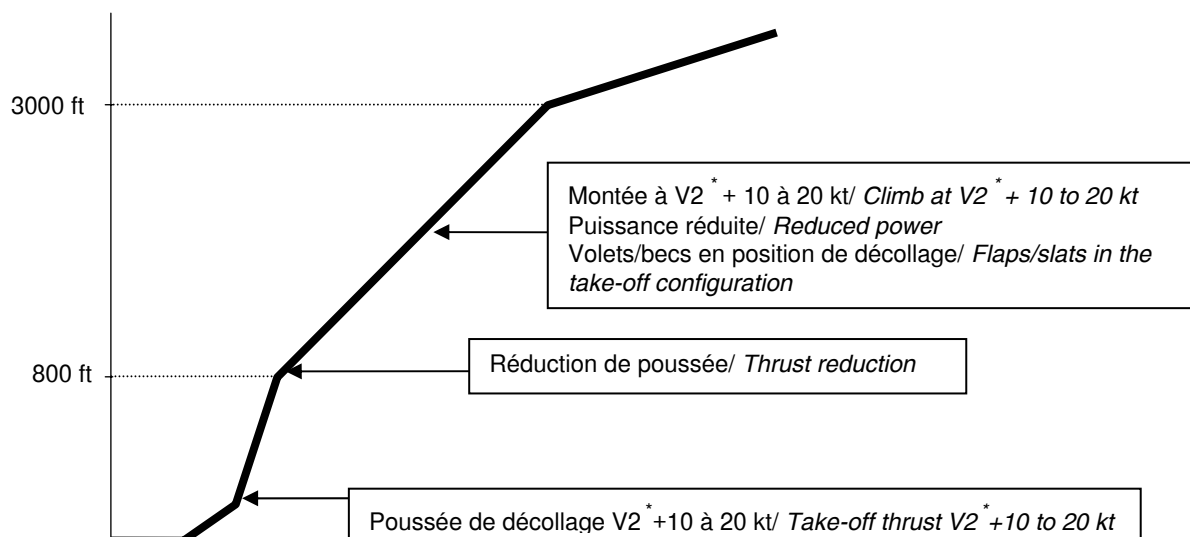 3000 ft
Montée à V2 * + 10 à 20 kt/ Climb at V2 * + 10 to 20 kt
Puissance réduite/ Reduced power
Volets/becs en position de décollage/ Flaps/slats in the
take-off configuration
Réduction de poussée/ Thrust reduction
800 ft
Poussée de décollage V2 *+10 à 20 kt/ Take-off thrust V2 *+10 to 20 kt